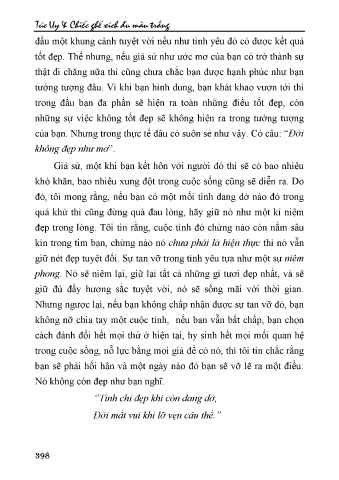 Túc Uy & Chiếc ghế xích đu màu trắng
đấu một khung cảnh tuyệt vời nếu như tình yêu đó có được kết quả
tốt đẹp. Thế nhưng, nếu giả sử như ước mơ của bạn có trở thành sự
thật đi chăng nữa thì cũng chưa chắc bạn được hạnh phúc như bạn
tưởng tượng đâu. Vì khi bạn hình dung, bạn khát khao vươn tới thì
trong đầu bạn đa phần sẽ hiện ra toàn những điều tốt đẹp, còn
những sự việc không tốt đẹp sẽ không hiện ra trong tưởng tượng
của bạn. Nhưng trong thực tế đâu có suôn sẻ như vậy. Có câu: “Đời
không đẹp như mơ”.
Giả sử, một khi bạn kết hôn với người đó thì sẽ có bao nhiêu
khó khăn, bao nhiêu xung đột trong cuộc sống cũng sẽ diễn ra. Do
đó, tôi mong rằng, nếu bạn có một mối tình dang dở nào đó trong
quá khứ thì cũng đừng quá đau lòng, hãy giữ nó như một kỉ niệm
đẹp trong lòng. Tôi tin rằng, cuộc tình đó chừng nào còn nằm sâu
kín trong tim bạn, chừng nào nó chưa phải là hiện thực thì nó vẫn
giữ nét đẹp tuyệt đối. Sự tan vỡ trong tình yêu tựa như một sự niêm
phong. Nó sẽ niêm lại, giữ lại tất cả những gì tươi đẹp nhất, và sẽ
giữ đủ đầy hương sắc tuyệt vời, nó sẽ sống mãi với thời gian.
Nhưng ngược lại, nếu bạn không chấp nhận được sự tan vỡ đó, bạn
không nỡ chia tay một cuộc tình, nếu bạn vẫn bất chấp, bạn chọn
cách đánh đổi hết mọi thứ ở hiện tại, hy sinh hết mọi mối quan hệ
trong cuộc sống, nỗ lực bằng mọi giá để có nó, thì tôi tin chắc rằng
bạn sẽ phải hối hận và một ngày nào đó bạn sẽ vỡ lẽ ra một điều:
Nó không còn đẹp như bạn nghĩ.
“Tình chỉ đẹp khi còn dang dở,
Đời mất vui khi lỡ vẹn câu thề.”
398